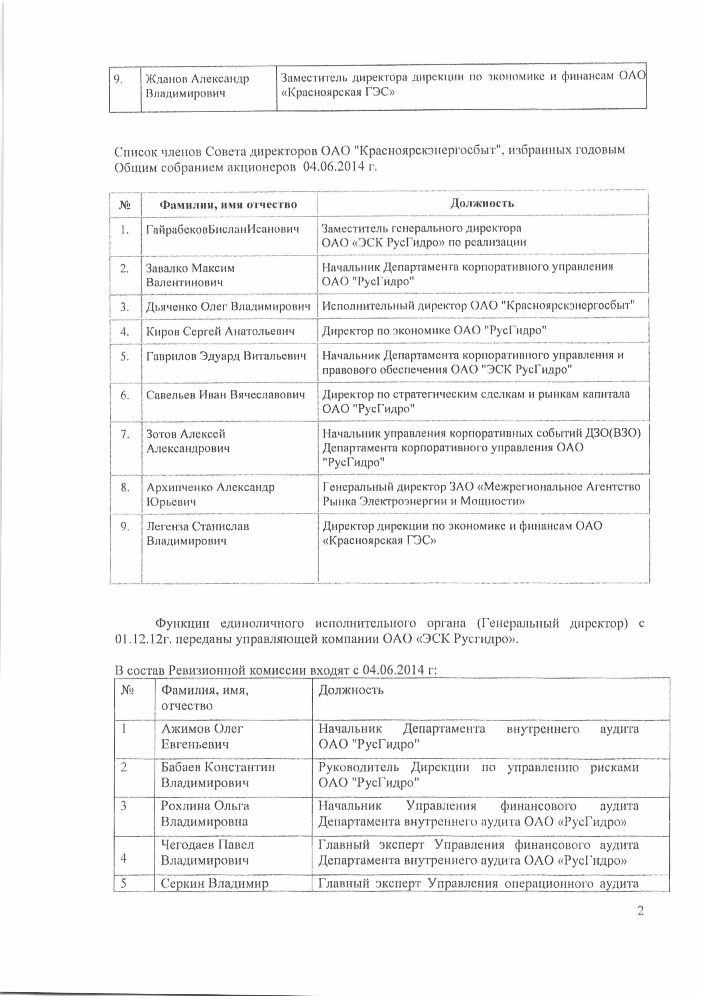 9. Жданов Александр Заместитель директора дирекции по экономике и финансам ОАО
Владимирович «Красноярская ГЭС»
Список членов Совета директоров ОАО "Красноярскэнергосбыт", избранных годовым
Общим собранием акционеров 04.06.2014 г.
№ Фамилия, имя отчество Должность
1. ГайрабековБисланИсанович Заместитель генерального директора
ОАО «ЭСК РусГидро» по реализации
2. Завалко Максим Начальник Департамента корпоративного управления
Валентинович ОАО "РусГидро"
3. Дьяченко Олег Владимирович Исполнительный директор ОАО "Красноярскэнергосбыт"
4. Киров Сергей Анатольевич Директор по экономике ОАО "РусГидро"
5. Гаврилов Эдуард Витальевич Начальник Департамента корпоративного управления и
правового обеспечения ОАО "ЭСК РусГидро"
6. Савельев Иван Вячеславович Директор по стратегическим сделкам и рынкам капитала
ОАО "РусГидро"
7. Зотов Алексей Начальник управления корпоративных событий ДЗО(ВЗО)
Александрович Департамента корпоративного управления ОАО
"РусГидро"
8. Архипченко Александр Генеральный директор ЗАО «Межрегиональное Агентство
Юрьевич Рынка Электроэнергии и Мощности»
9. Легенза Станислав Директор дирекции по экономике и финансам ОАО
Владимирович «Красноярская ГЭС»
Функции единоличного исполнительного органа (Генеральный директор) с
01.12.12г. переданы управляющей компании ОАО «ЭСК Русгидро».
В состав Ревизионной комиссии входят с 04.06.2014 г:
№ Фамилия, имя, Должность
отчество
1 Ажимов Олег Начальник Департамента внутреннего аудита
Евгеньевич ОАО "РусГидро"
2 Бабаев Константин Руководитель Дирекции по управлению рисками
Владимирович ОАО "РусГидро"
3 Рохлина Ольга Начальник Управления финансового аудита
Владимировна Департамента внутреннего аудита ОАО «РусГидро»
4 Чегодаев Павел Главный эксперт Управления финансового аудита
Владимирович Департамента внутреннего аудита ОАО «РусГидро»
5 Серкин Владимир Главный эксперт Управления операционного аудита
2